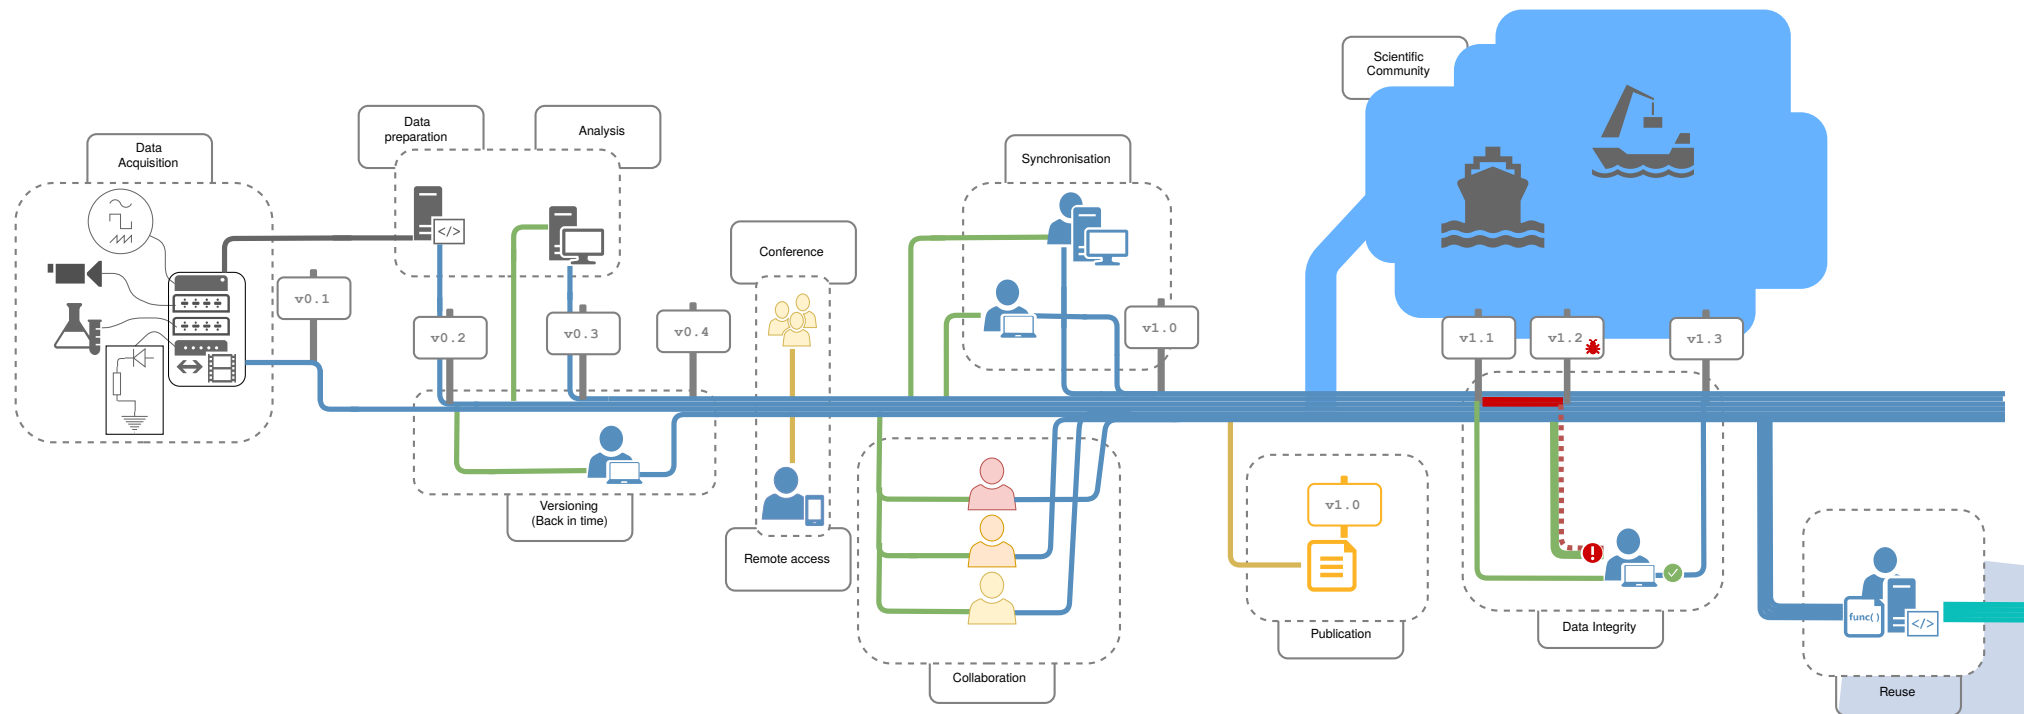 Data
Acquisition
v0.1
Data
preparation
Analysis
</>
v0.2
v0.3
v0.4
Versioning
(Back in time)
Conference
Remote access
Synchronisation
v1.0
Collaboration
Scientific
Community
v1.0
Publication
v1.1
v1.2
v1.3
!
Data Integrity
func()
</>
Reuse